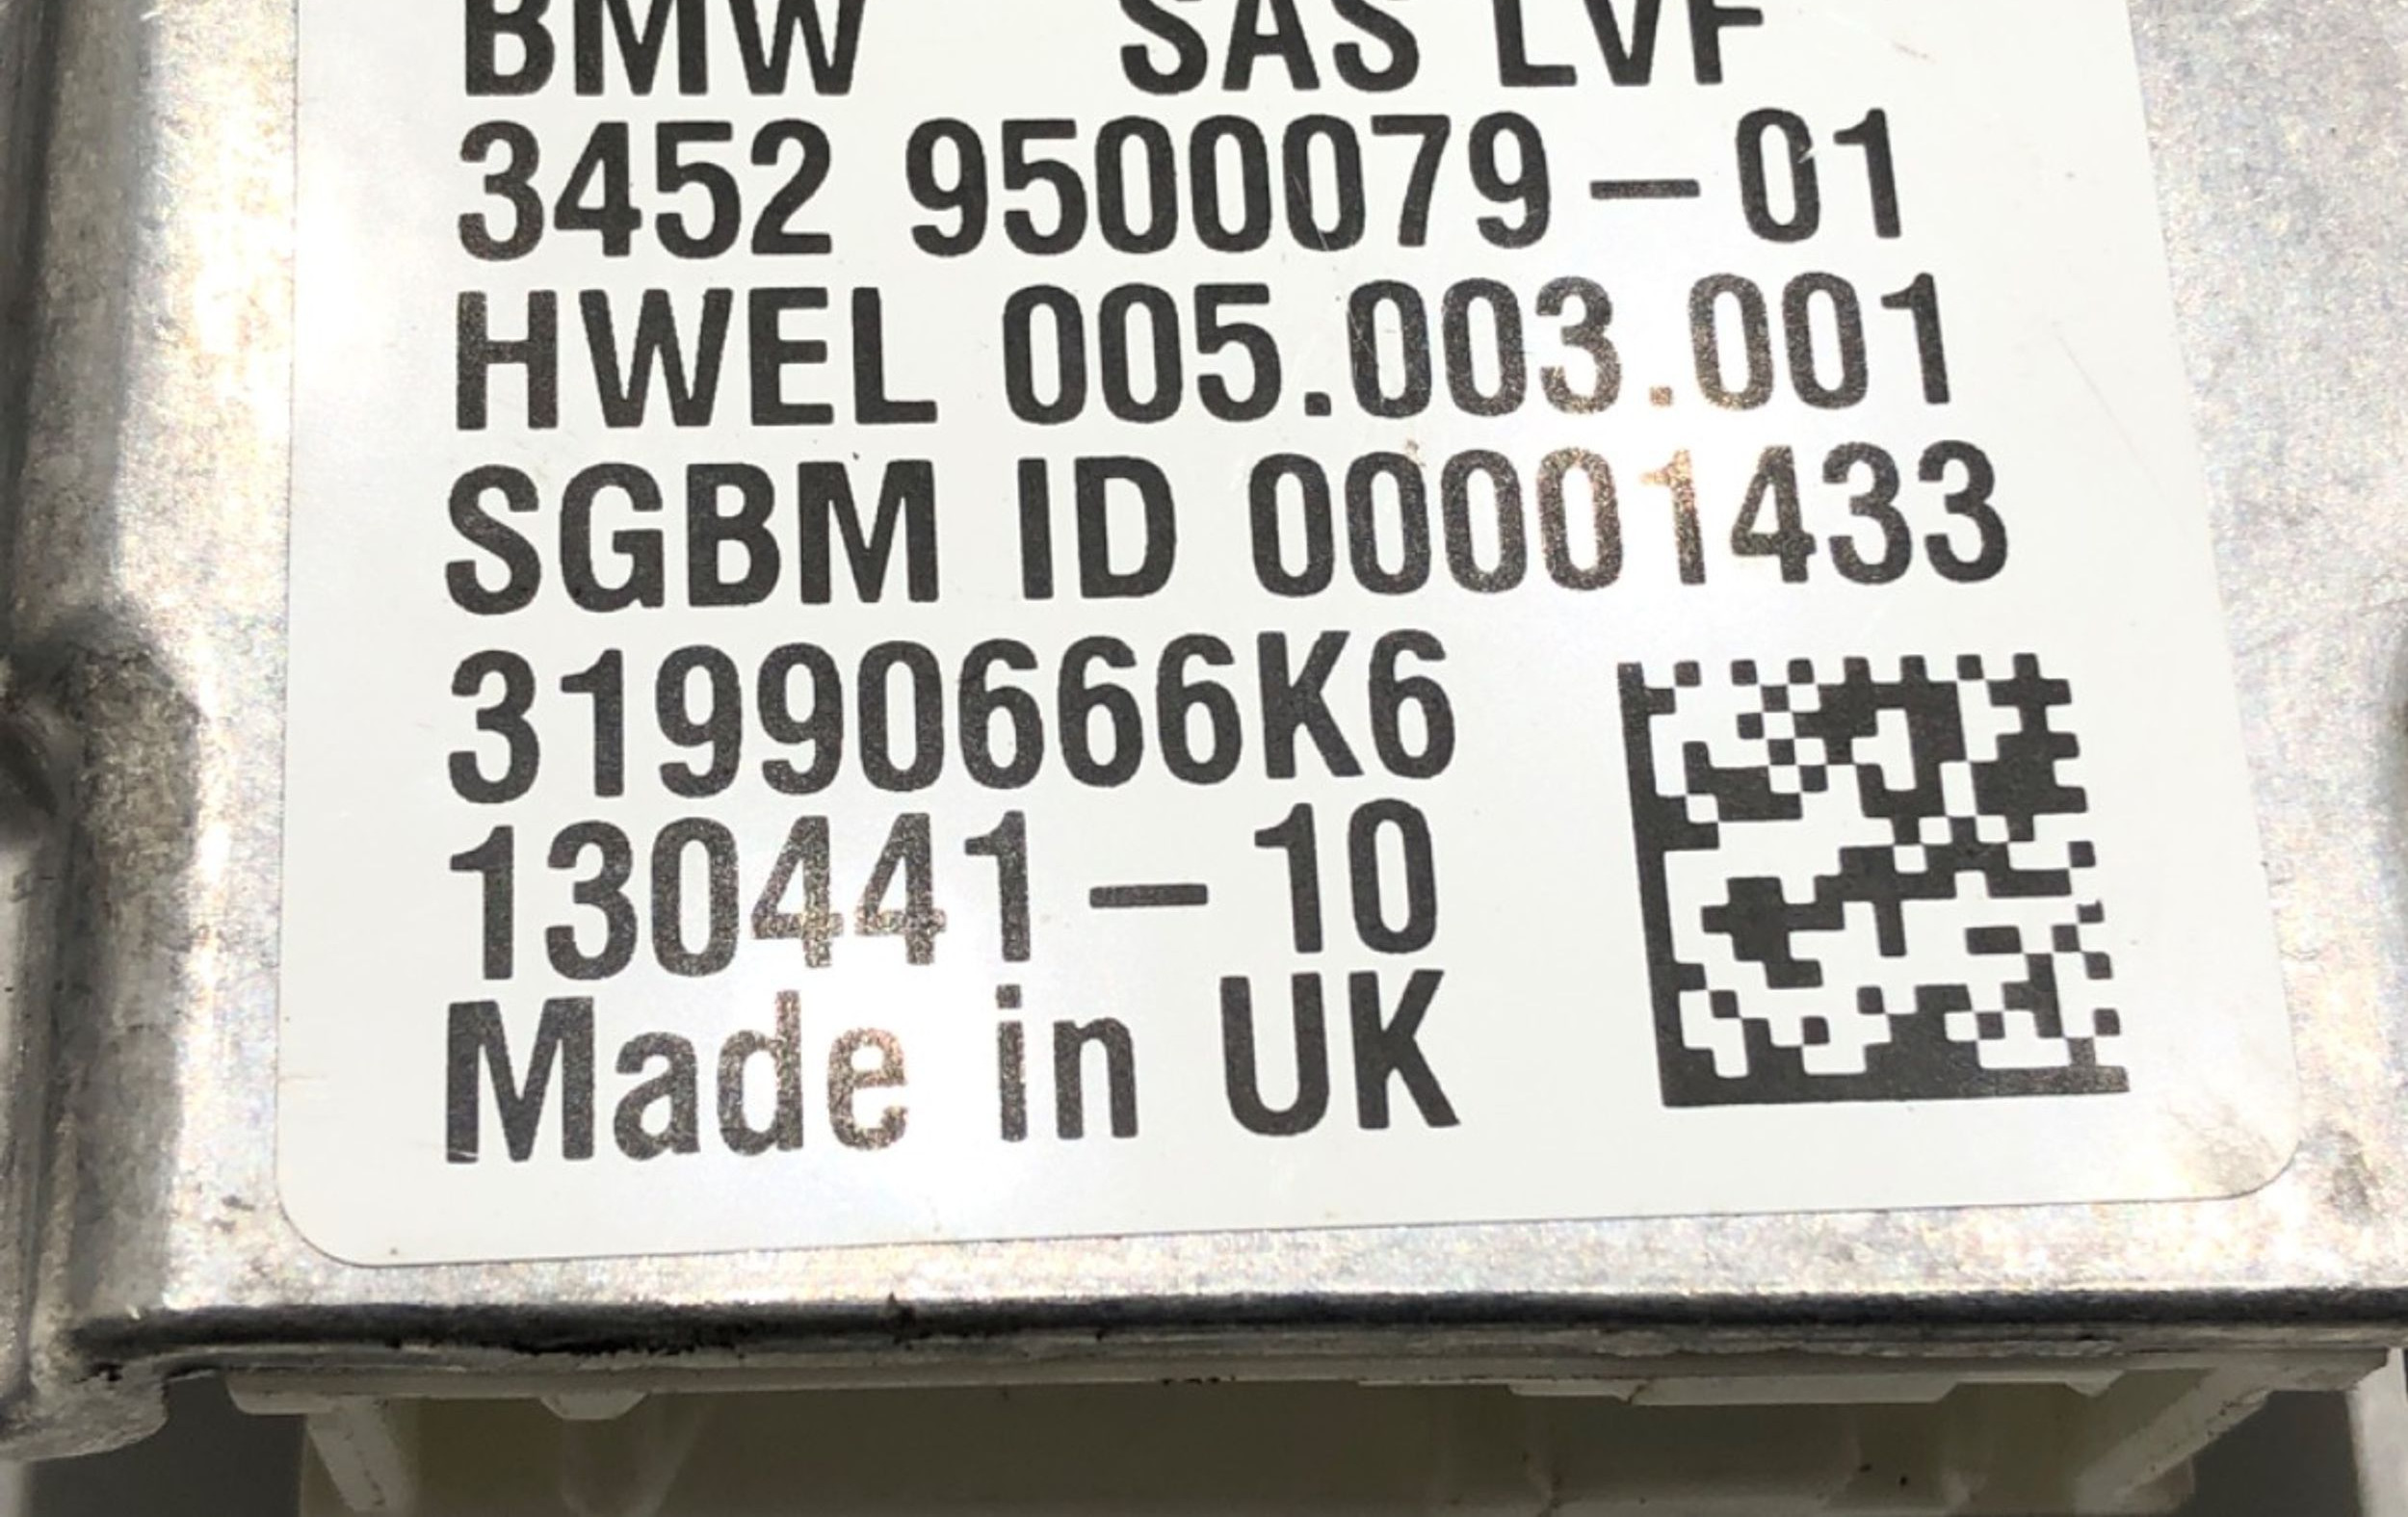 BMW SAS LVF
3452 9500079-01
HWEL 005.003.001
SGBM ID 00001433
31990666K6
130441-10
Made in UK